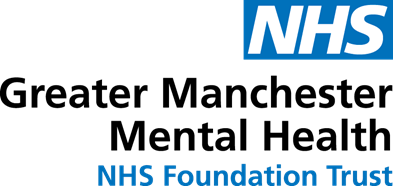 NHS
Greater Manchester
Mental Health
NHS Foundation Trust